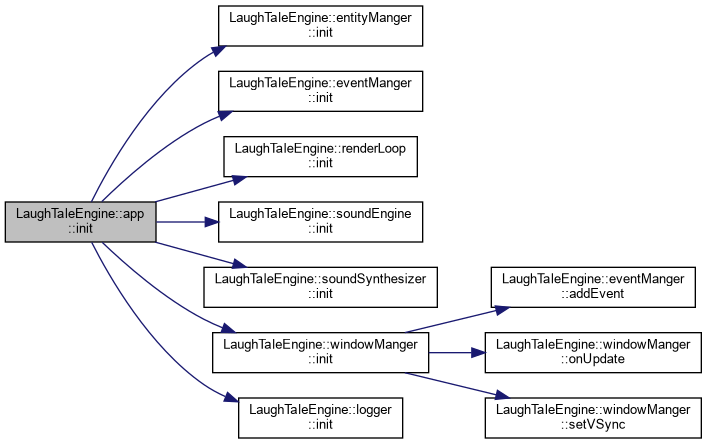 LaughTaleEngine::entityManger
::init
LaughTaleEngine::eventManger
::init
LaughTaleEngine::renderLoop
::init
LaughTaleEngine::app
::init
LaughTaleEngine::soundEngine
::init
LaughTaleEngine::soundSynthesizer
::init
LaughTaleEngine::eventManger
::addEvent
LaughTaleEngine::windowManger
::init
LaughTaleEngine::windowManger
::onUpdate
LaughTaleEngine::logger
::init
LaughTaleEngine::windowManger
::setVSync